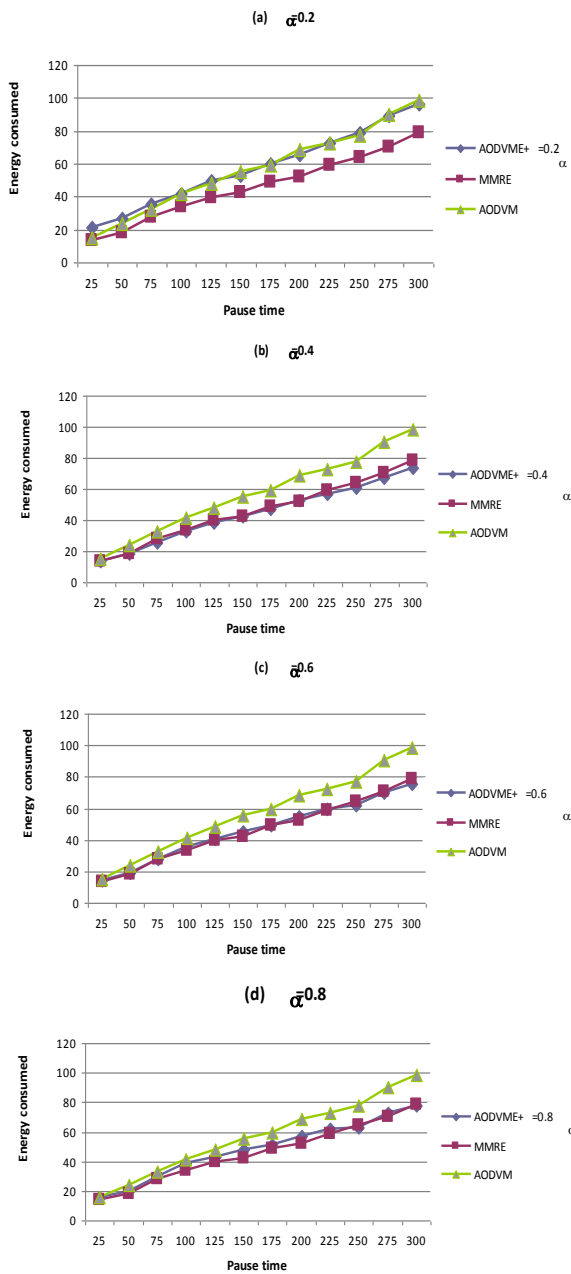 (a) α=0.2
Energy consumed
120
100
80
60
40
20
0
25 50 75 100 125 150 175 200 225 250 275 300
Pause time
AODVME+ =0.2
α
MMRE
AODVM
(b) α=0.4
Energy consumed
120
100
80
60
40
20
0
25 50 75 100 125 150 175 200 225 250 275 300
Pause time
AODVME+ =0.4
α
MMRE
AODVM
(c) α=0.6
Energy consumed
120
100
80
60
40
20
0
25 50 75 100 125 150 175 200 225 250 275 300
Pause time
AODVME+ =0.6
α
MMRE
AODVM
(d) α=0.8
Energy consumed
120
100
80
60
40
20
0
25 50 75 100 125 150 175 200 225 250 275 300
Pause time
AODVME+ =0.8
MMRE
AODVM